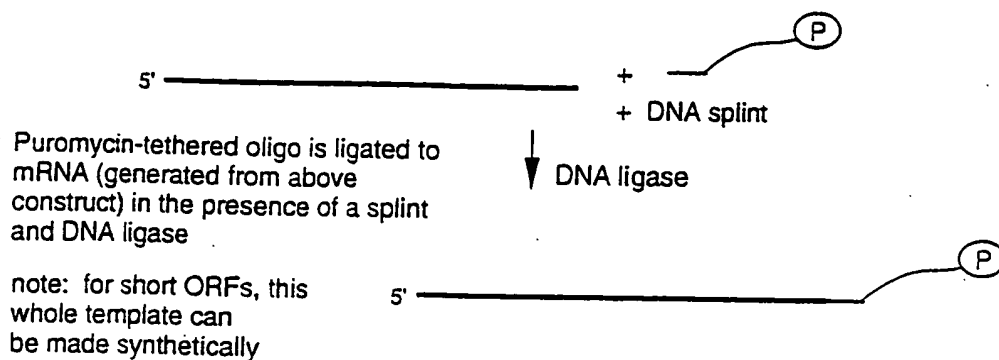 P
5'
+
+ DNA splint
Puromycin-tethered oligo is ligated to
mRNA (generated from above
construct) in the presence of a splint
and DNA ligase
DNA ligase
P
note: for short ORFs, this
whole template can
be made synthetically
5'